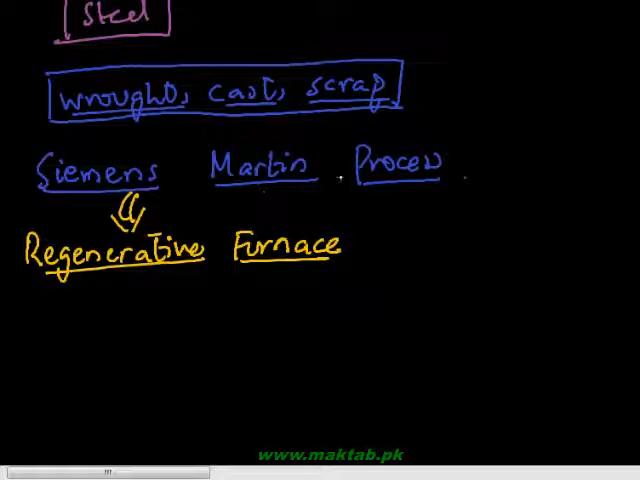 Steel
wrought, cast, scrap
Siemens Martin Process
Regenerative Furnace
www.maktab.pk